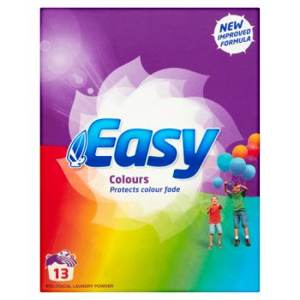 NEW
IMPROVED
FORMULA
Easy
Colours
Protects colour fade
13
BIOLOGICAL LAUNDRY POWDER